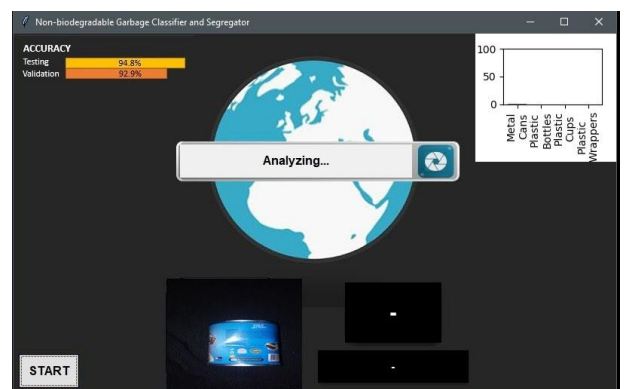 Non-biodegradable Garbage Classifier and Segregator
ACCURACY
Testing 94.8%
Validation 92.9%
100
50
0
Metal
Cans
Plastic
Bottles
Plastic
Cups
Plastic
Wrappers
Analyzing...
-
-
START